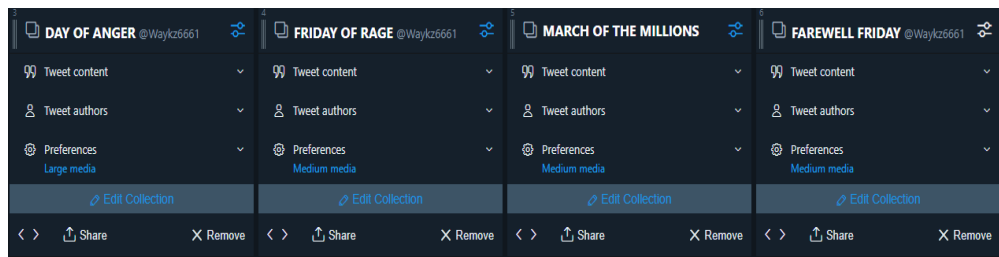 3
DAY OF ANGER @Waykz6661
Tweet content
Tweet authors
Preferences
Large media
Edit Collection
Share
Remove
4
FRIDAY OF RAGE @Waykz6661
Tweet content
Tweet authors
Preferences
Medium media
Edit Collection
Share
Remove
5
MARCH OF THE MILLIONS
Tweet content
Tweet authors
Preferences
Medium media
Edit Collection
Share
Remove
6
FAREWELL FRIDAY @Waykz6661
Tweet content
Tweet authors
Preferences
Medium media
Edit Collection
Share
Remove